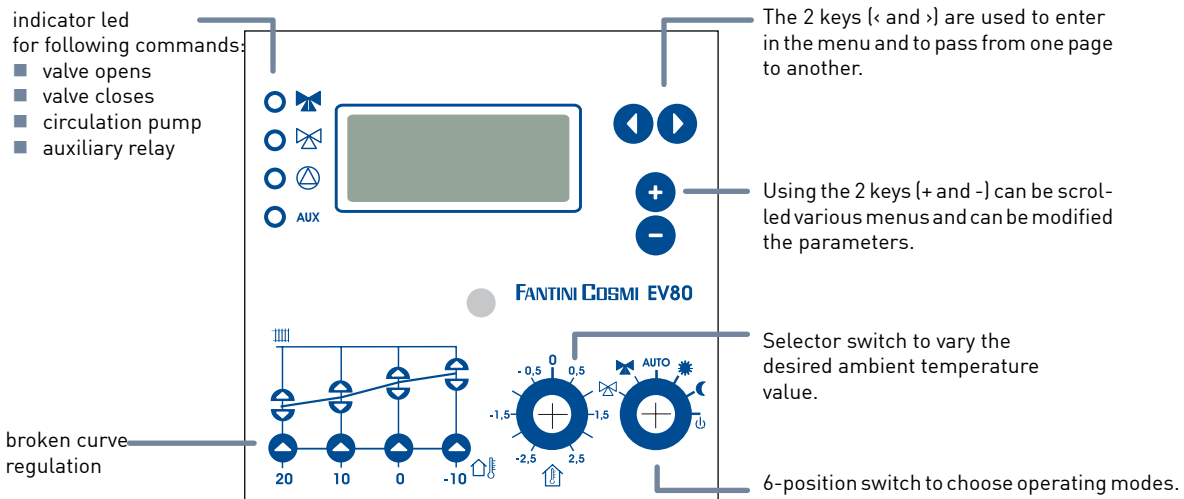 indicator led
for following commands:
valve opens
valve closes
circulation pump
auxiliary relay
The 2 keys (‹ and ›) are used to enter
in the menu and to pass from one page
to another.
AUX
Using the 2 keys (+ and -) can be scrol-
led various menus and can be modified
the parameters.
FANTINI COSMI EV80
Selector switch to vary the
desired ambient temperature
value.
0
- 0,5 0,5
-1,5 1,5
-2,5 2,5
AUTO
broken curve
regulation
20 10 0 -10
6-position switch to choose operating modes.